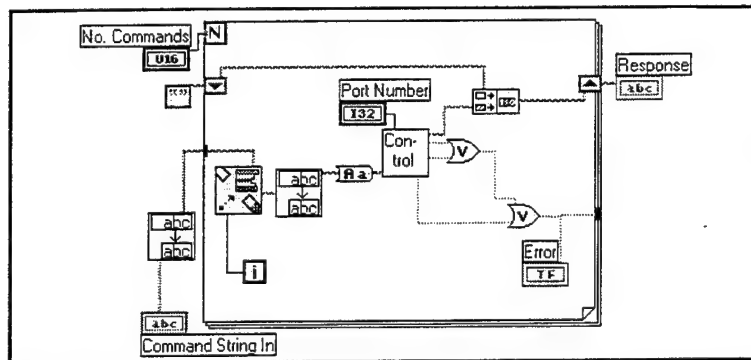 No. Commands
N
U16
Response
abc
Port Number
I32
""
Con-
trol
V
abc
abc
A a
abc
abc
V
Error
TF
i
abc
Command String In